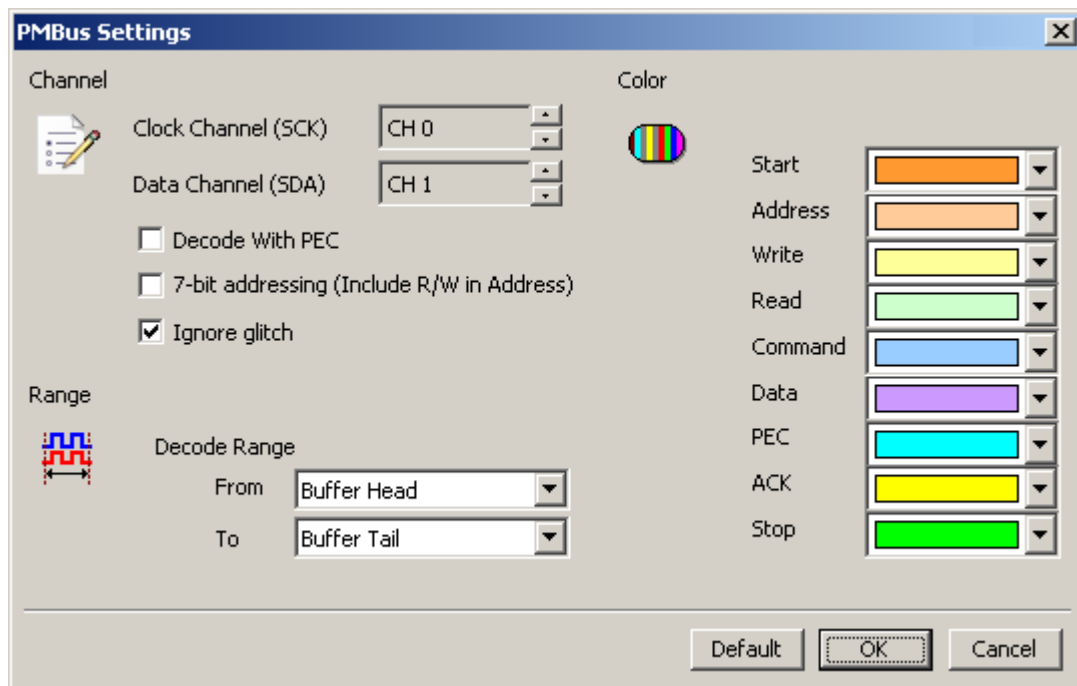 PMBus Settings
Channel
Clock Channel (SCK) CH 0
Data Channel (SDA) CH 1
Decode With PEC
7-bit addressing (Include R/W in Address)
Ignore glitch
Range
Decode Range
From Buffer Head
To Buffer Tail
Color
Start
Address
Write
Read
Command
Data
PEC
ACK
Stop
Default OK Cancel